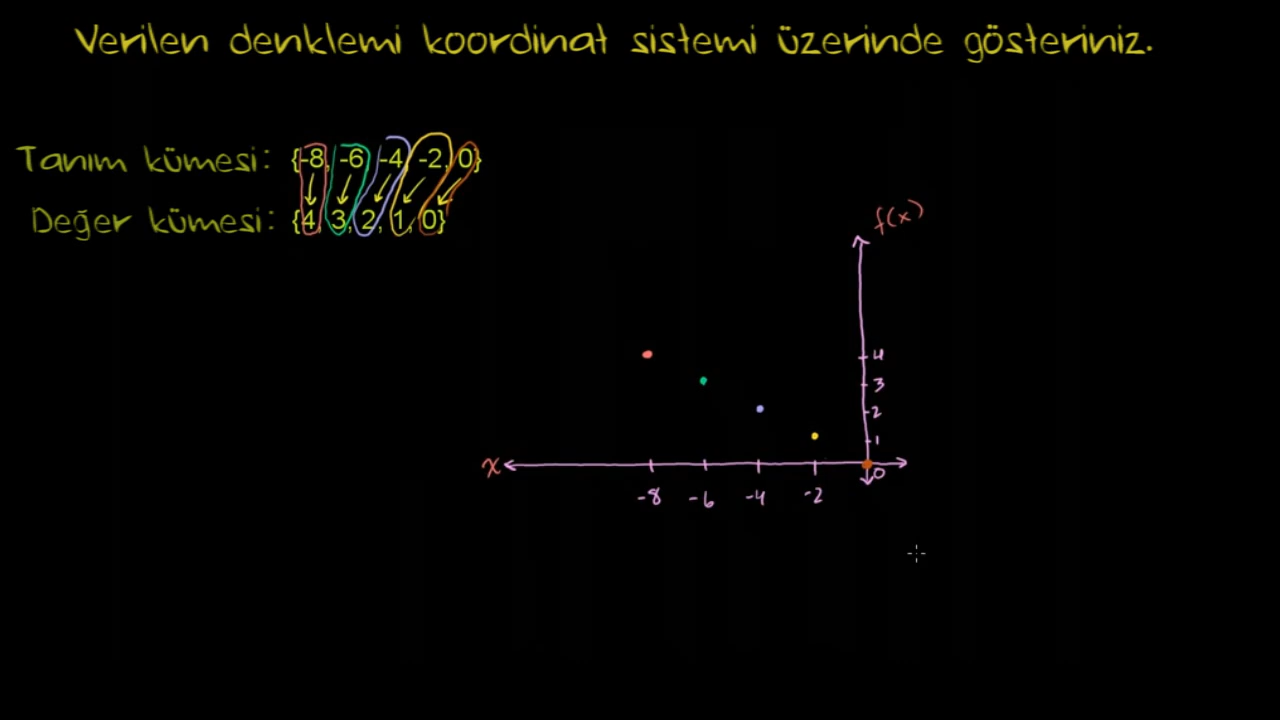 Verilen denklemi koordinat sistemi üzerinde gösteriniz.
Tanım kümesi: {-8, -6, -4, -2, 0}
Değer kümesi: {4, 3, 2, 1, 0}
f(x)
4
3
2
1
x
0
-8 -6 -4 -2